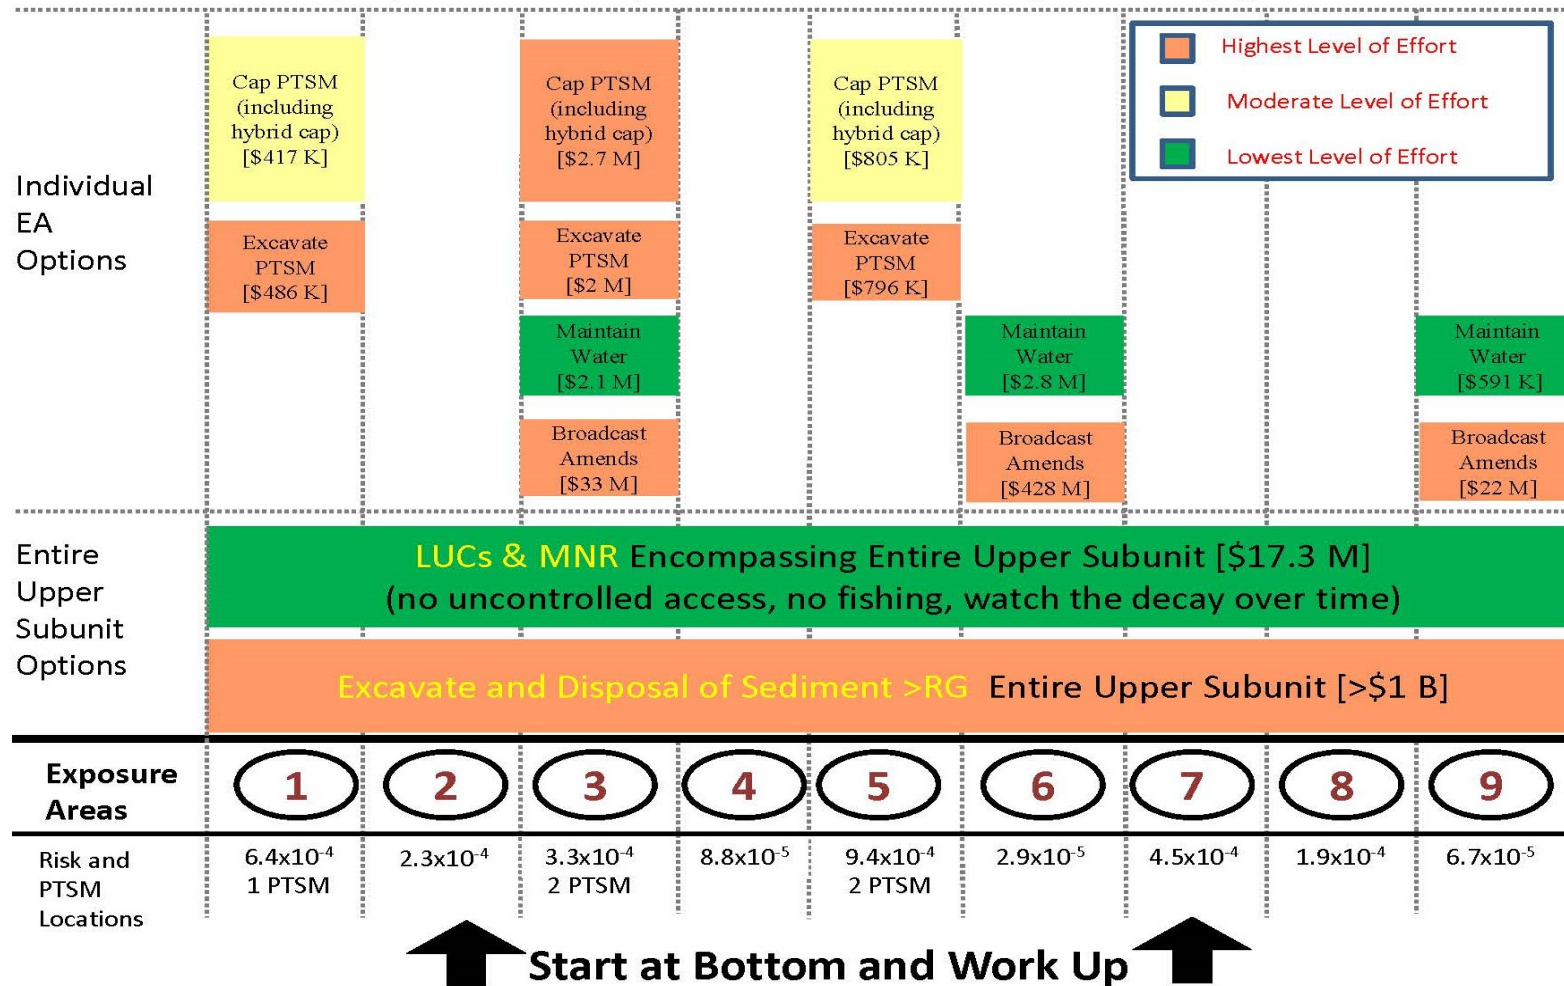 Highest Level of Effort
Moderate Level of Effort
Lowest Level of Effort
Individual
EA
Options
Cap PTSM
(including
hybrid cap)
[$417 K]
Cap PTSM
(including
hybrid cap)
[$2.7 M]
Cap PTSM
(including
hybrid cap)
[$805 K]
Excavate
PTSM
[$486 K]
Excavate
PTSM
[$2 M]
Excavate
PTSM
[$796 K]
Maintain
Water
[$2.1 M]
Maintain
Water
[$2.8 M]
Maintain
Water
[$591 K]
Broadcast
Amends
[$33 M]
Broadcast
Amends
[$428 M]
Broadcast
Amends
[$22 M]
Entire
Upper
Subunit
Options
LUCs & MNR Encompassing Entire Upper Subunit [$17.3 M]
(no uncontrolled access, no fishing, watch the decay over time)
Excavate and Disposal of Sediment >RG Entire Upper Subunit [>$1 B]
Exposure
Areas
1 2 3 4 5 6 7 8 9
Risk and
PTSM
Locations
6.4x10⁻⁴
1 PTSM
2.3x10⁻⁴
3.3x10⁻⁴
2 PTSM
8.8x10⁻⁵
9.4x10⁻⁴
2 PTSM
2.9x10⁻⁵
4.5x10⁻⁴
1.9x10⁻⁴
6.7x10⁻⁵
Start at Bottom and Work Up